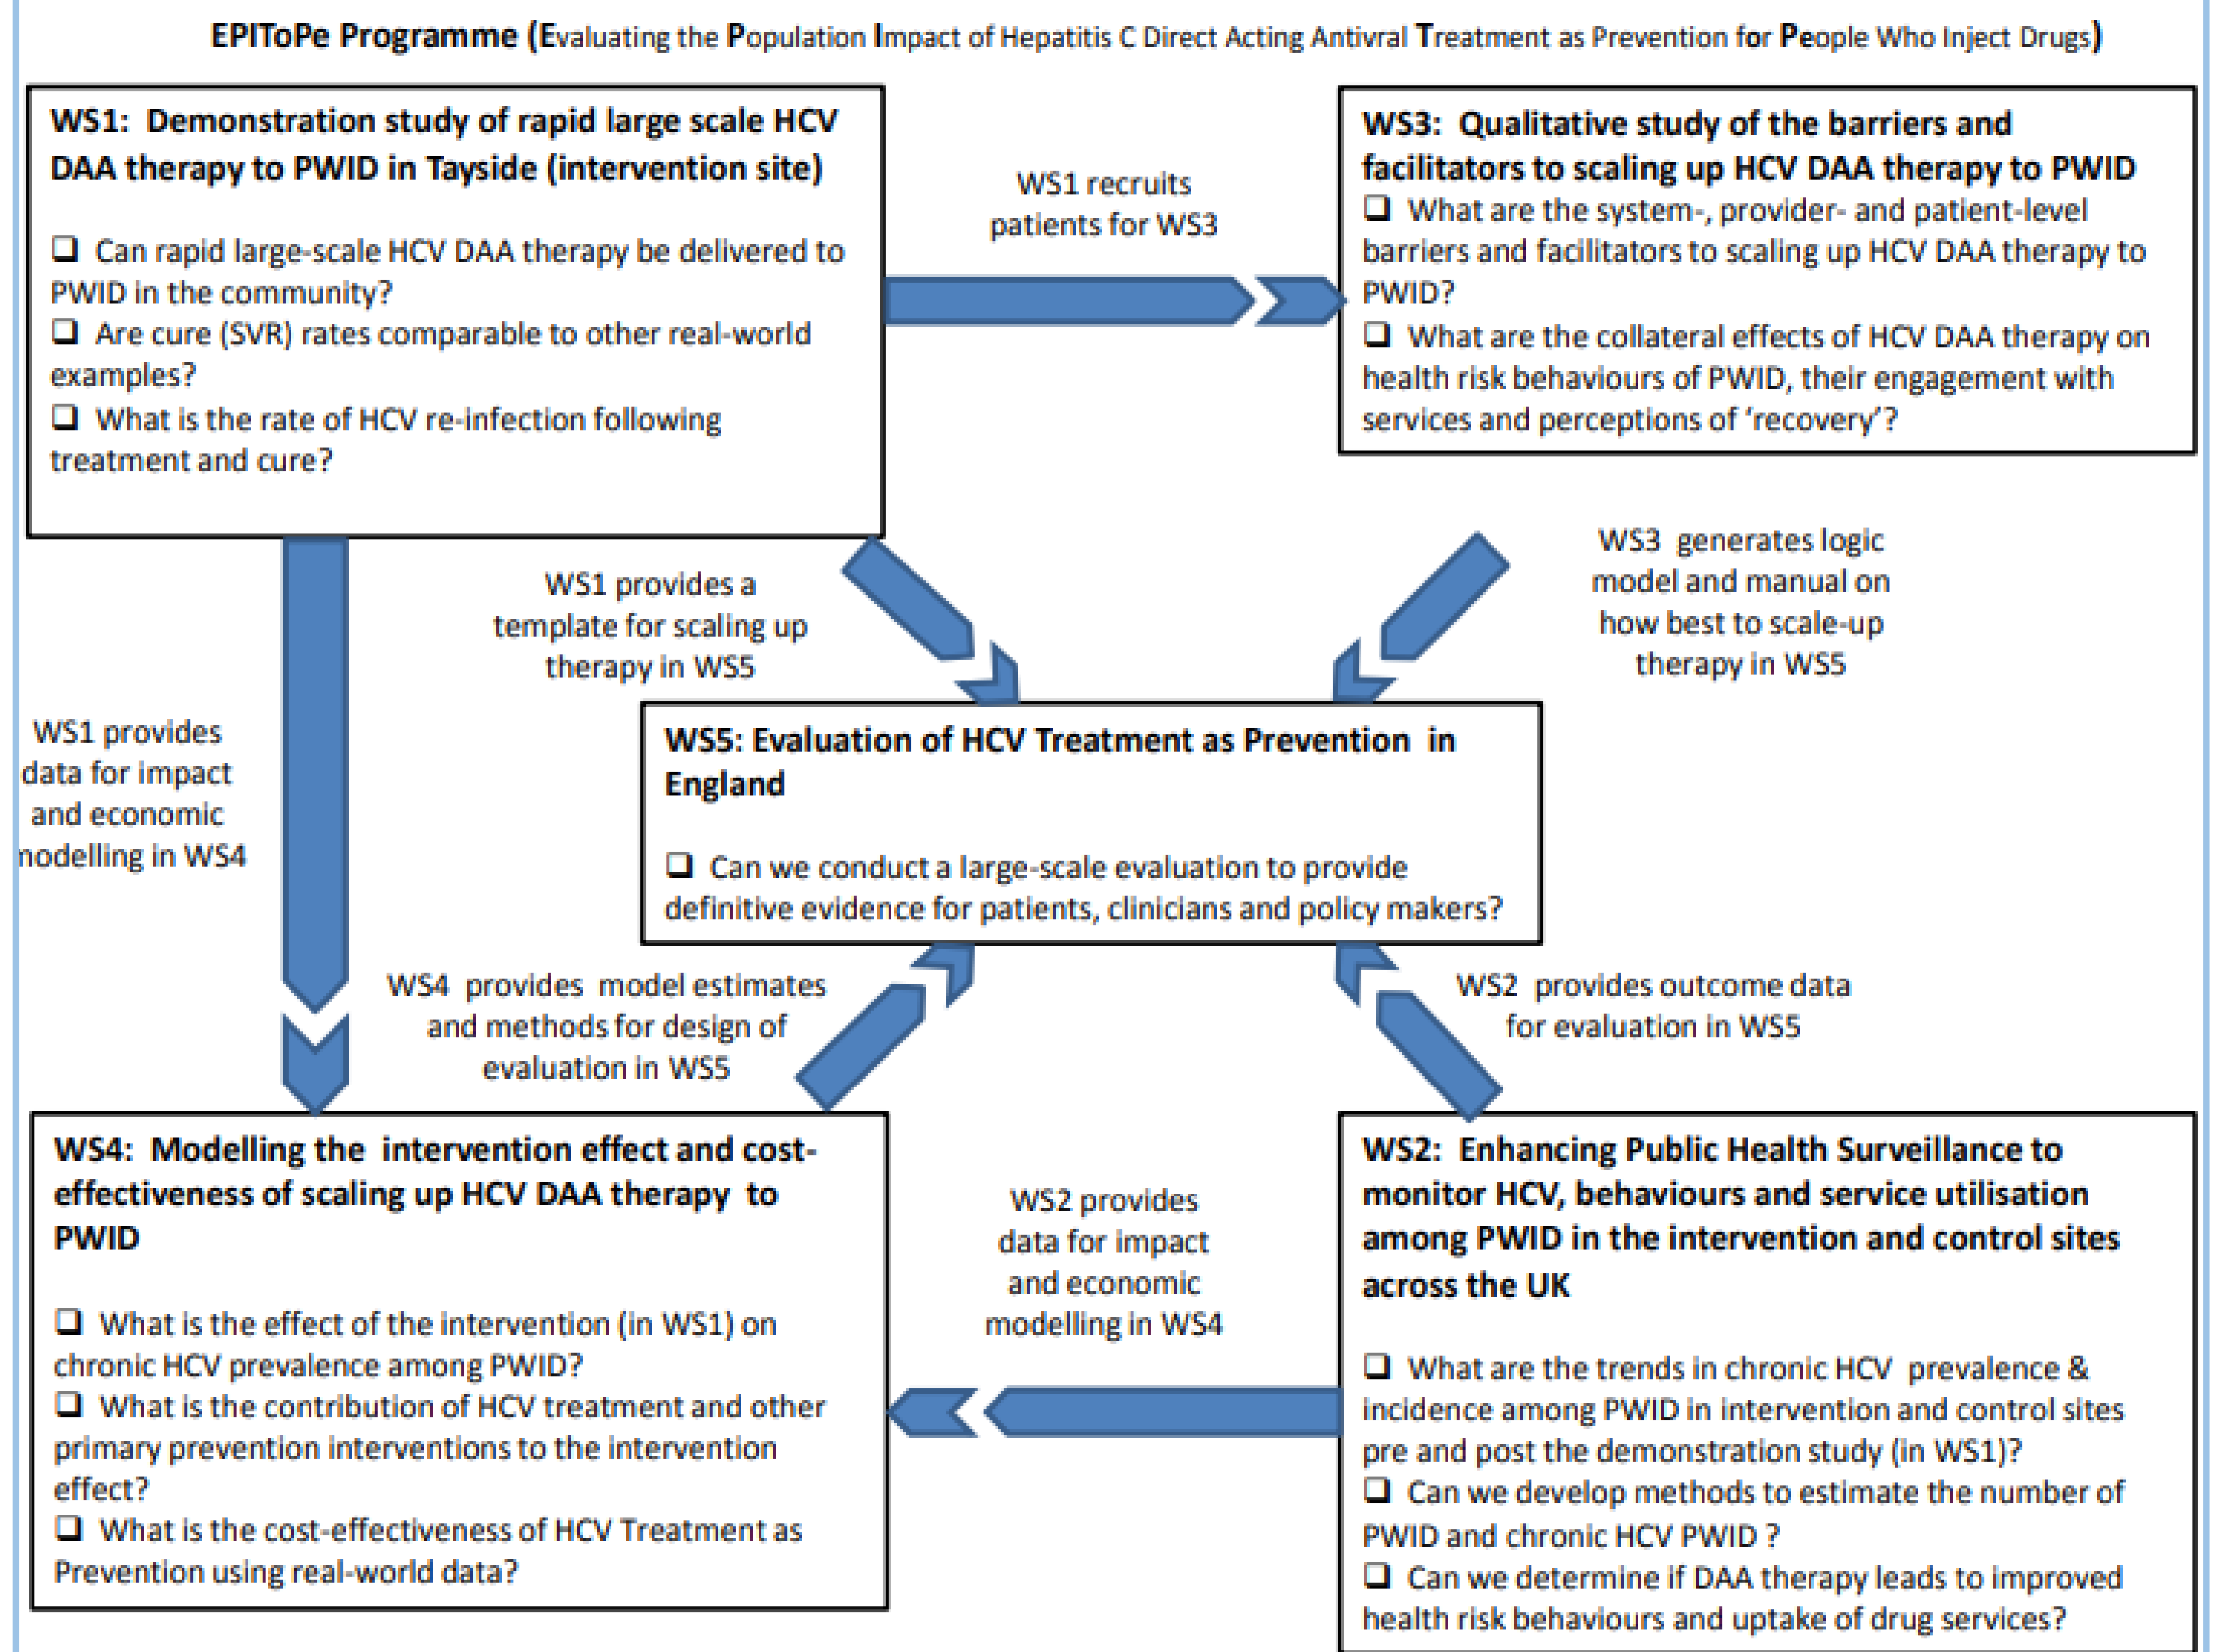 EPIToPe Programme (Evaluating the Population Impact of Hepatitis C Direct Acting Antivral Treatment as Prevention for People Who Inject Drugs)
WS1: Demonstration study of rapid large scale HCV
DAA therapy to PWID in Tayside (intervention site)
❑ Can rapid large-scale HCV DAA therapy be delivered to
PWID in the community?
❑ Are cure (SVR) rates comparable to other real-world
examples?
❑ What is the rate of HCV re-infection following
treatment and cure?
WS1 recruits
patients for WS3
WS3: Qualitative study of the barriers and
facilitators to scaling up HCV DAA therapy to PWID
❑ What are the system-, provider- and patient-level
barriers and facilitators to scaling up HCV DAA therapy to
PWID?
❑ What are the collateral effects of HCV DAA therapy on
health risk behaviours of PWID, their engagement with
services and perceptions of ‘recovery’?
WS1 provides a
template for scaling up
therapy in WS5
WS3 generates logic
model and manual on
how best to scale-up
therapy in WS5
WS1 provides
data for impact
and economic
modelling in WS4
WS5: Evaluation of HCV Treatment as Prevention in
England
❑ Can we conduct a large-scale evaluation to provide
definitive evidence for patients, clinicians and policy makers?
WS4 provides model estimates
and methods for design of
evaluation in WS5
WS2 provides outcome data
for evaluation in WS5
WS4: Modelling the intervention effect and cost-
effectiveness of scaling up HCV DAA therapy to
PWID
❑ What is the effect of the intervention (in WS1) on
chronic HCV prevalence among PWID?
❑ What is the contribution of HCV treatment and other
primary prevention interventions to the intervention
effect?
❑ What is the cost-effectiveness of HCV Treatment as
Prevention using real-world data?
WS2 provides
data for impact
and economic
modelling in WS4
WS2: Enhancing Public Health Surveillance to
monitor HCV, behaviours and service utilisation
among PWID in the intervention and control sites
across the UK
❑ What are the trends in chronic HCV prevalence &
incidence among PWID in intervention and control sites
pre and post the demonstration study (in WS1)?
❑ Can we develop methods to estimate the number of
PWID and chronic HCV PWID ?
❑ Can we determine if DAA therapy leads to improved
health risk behaviours and uptake of drug services?